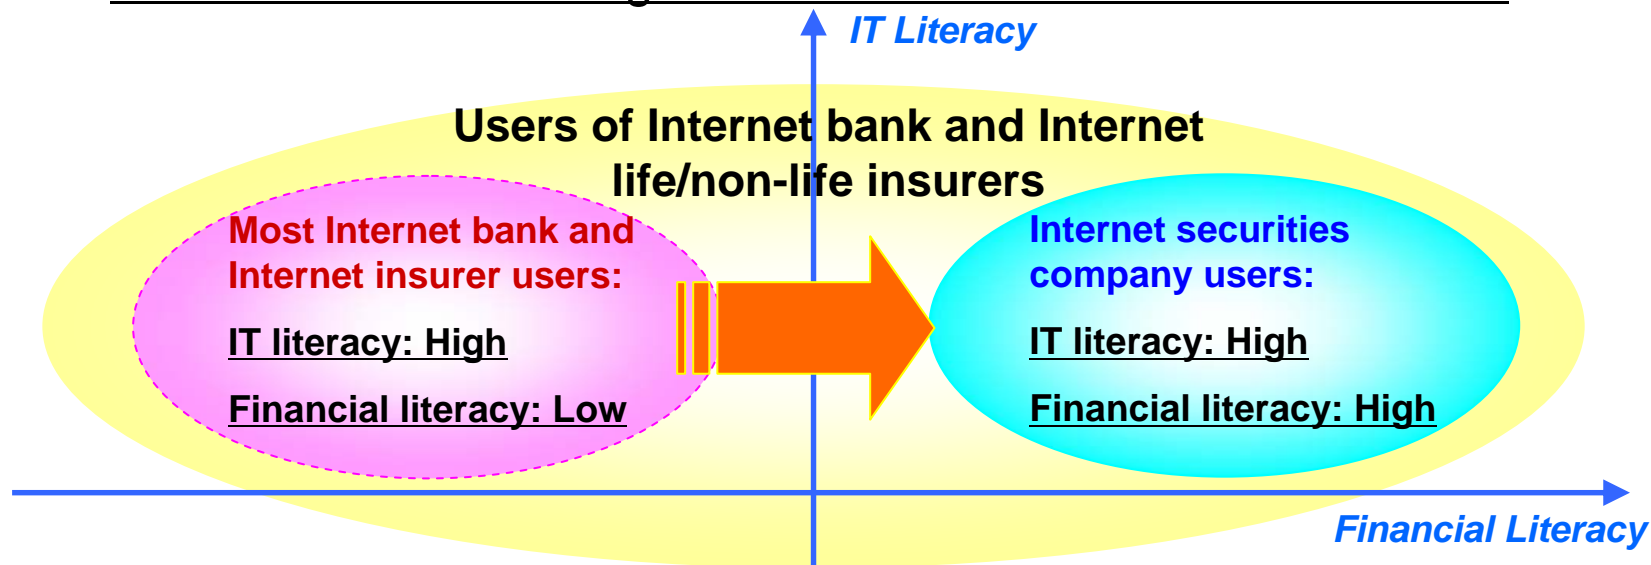 IT Literacy
Users of Internet bank and Internet
life/non-life insurers
Most Internet bank and
Internet insurer users:
IT literacy: High
Financial literacy: Low
Internet securities
company users:
IT literacy: High
Financial literacy: High
Financial Literacy